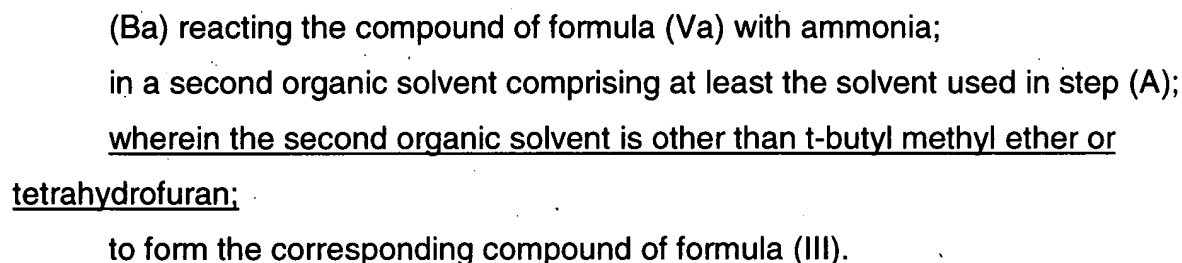 (Ba) reacting the compound of formula (Va) with ammonia;
in a second organic solvent comprising at least the solvent used in step (A);
wherein the second organic solvent is other than t-butyl methyl ether or
tetrahydrofuran;
to form the corresponding compound of formula (III).